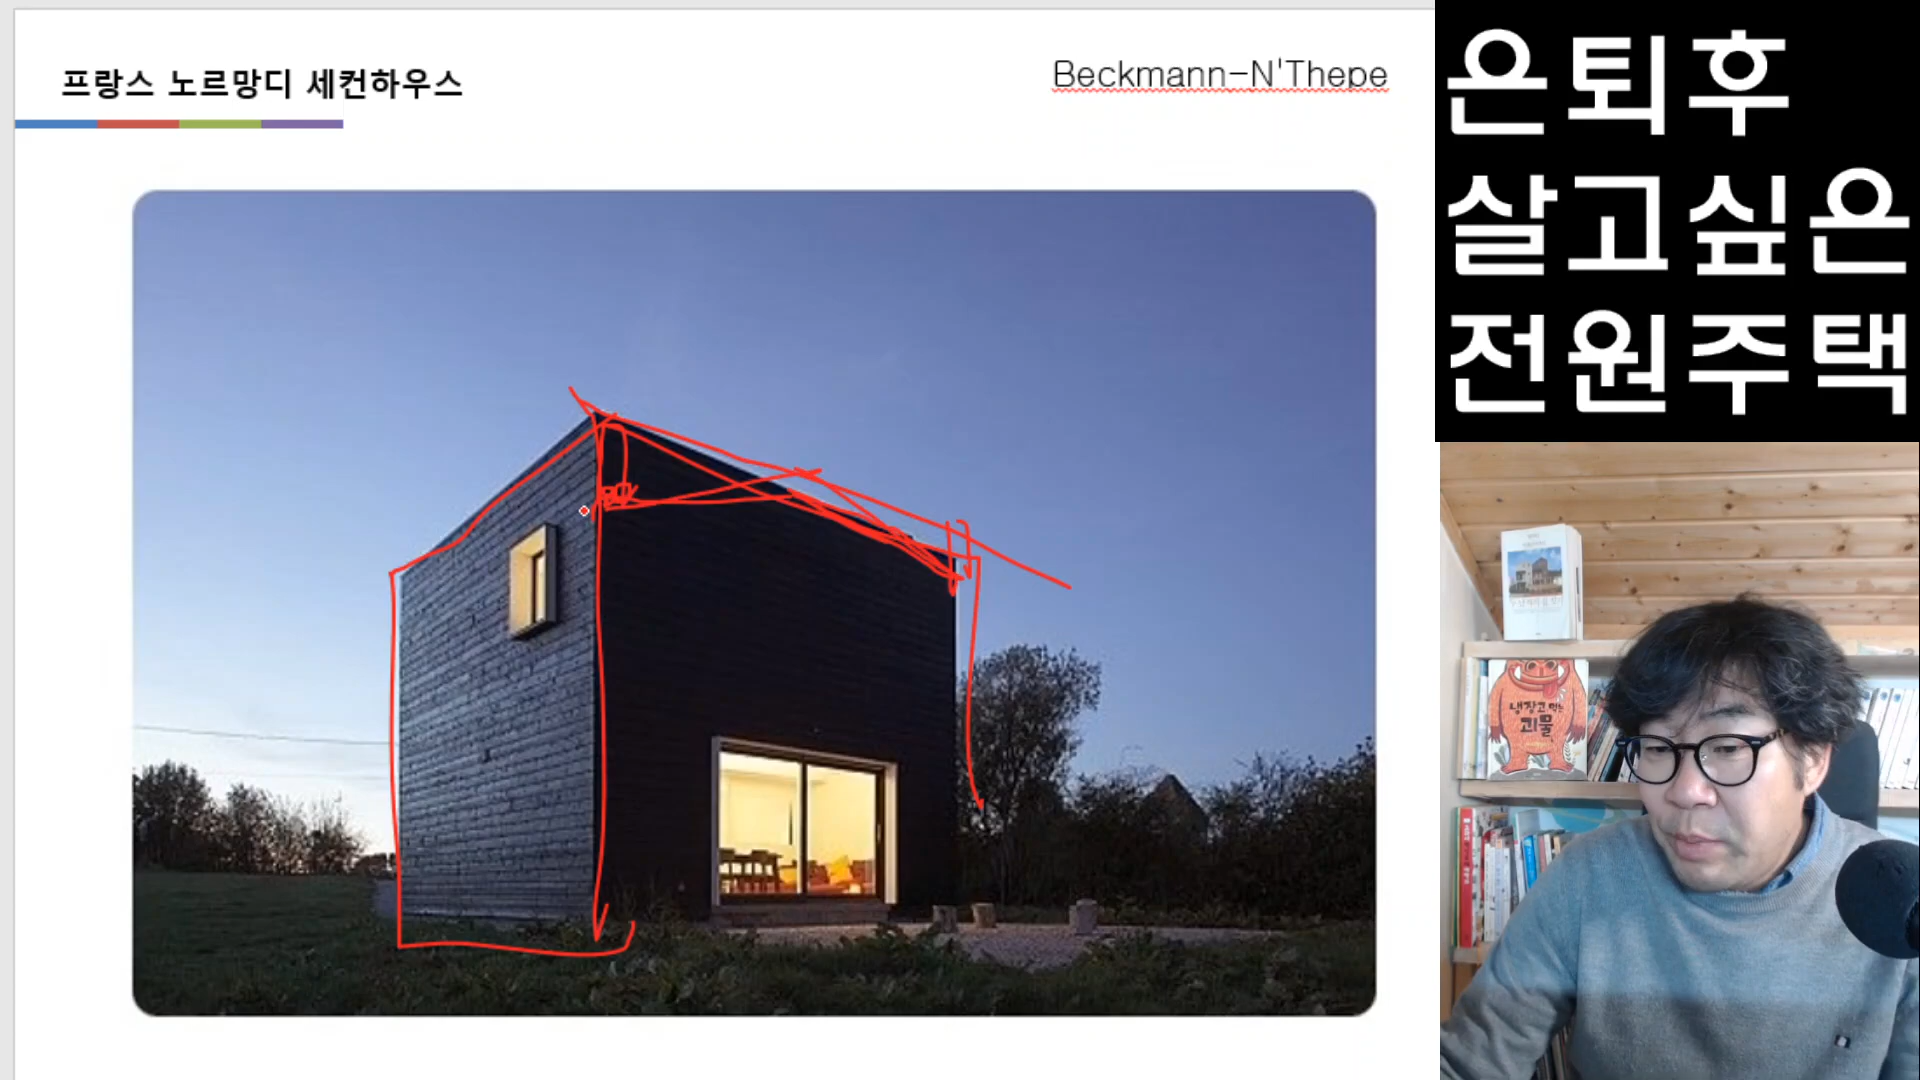 프랑스 노르망디 세컨하우스
Beckmann-N'Thepe
은퇴후
살고싶은
전원주택
냉장고 먹는
괴물